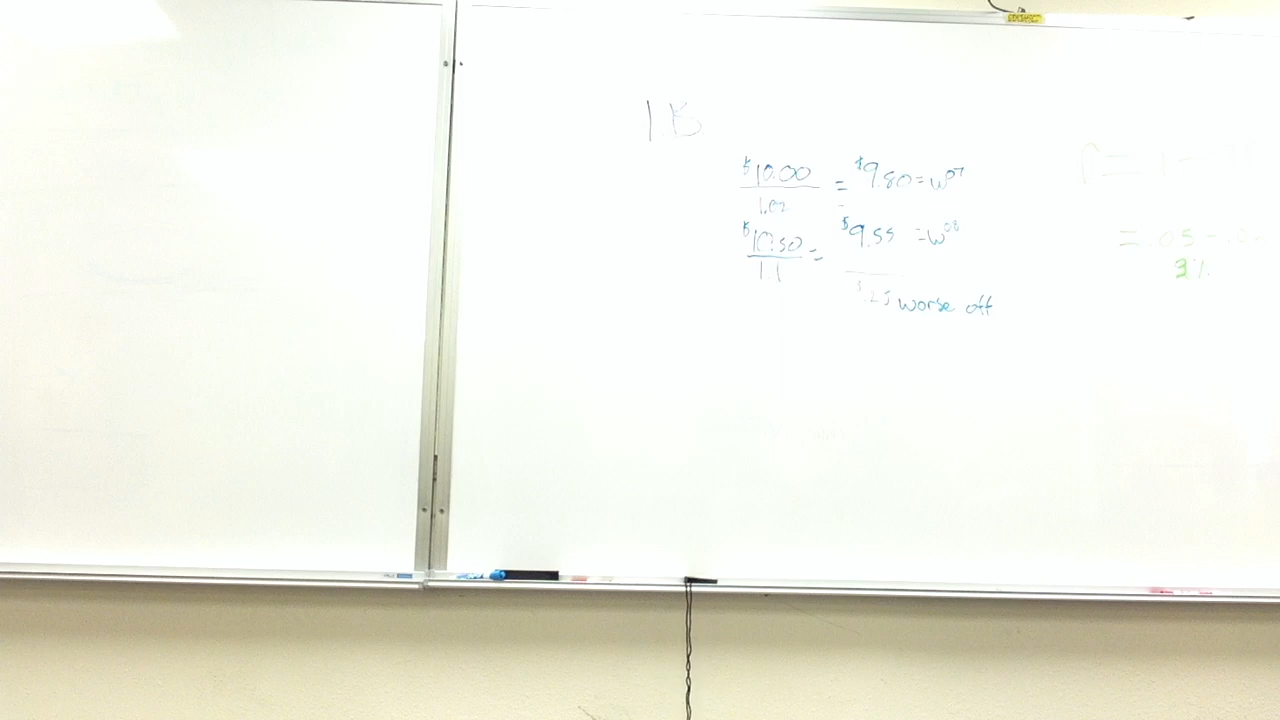 1.B
$10.00 / 1.02 = $9.80 = W07
$10.50 / 1.1 = $9.55 = W08
$.25 worse off
= .05 -
3%